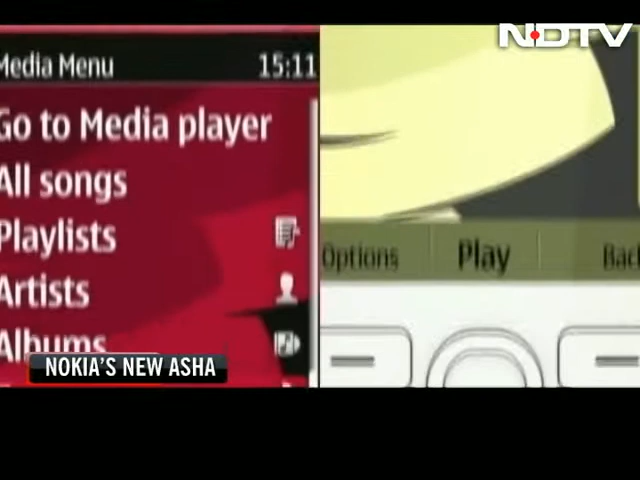 NDTV
Media Menu 15:11
Go to Media player
All songs
Playlists
Artists
Albums
Options Play Back
NOKIA'S NEW ASHA